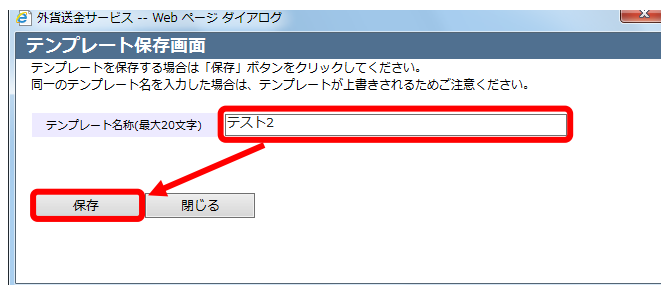 外貨送金サービス -- Web ページ ダイアログ
テンプレート保存画面
テンプレートを保存する場合は「保存」ボタンをクリックしてください。
同一のテンプレート名を入力した場合は、テンプレートが上書きされるためご注意ください。
テンプレート名称(最大20文字) テスト2
保存 閉じる